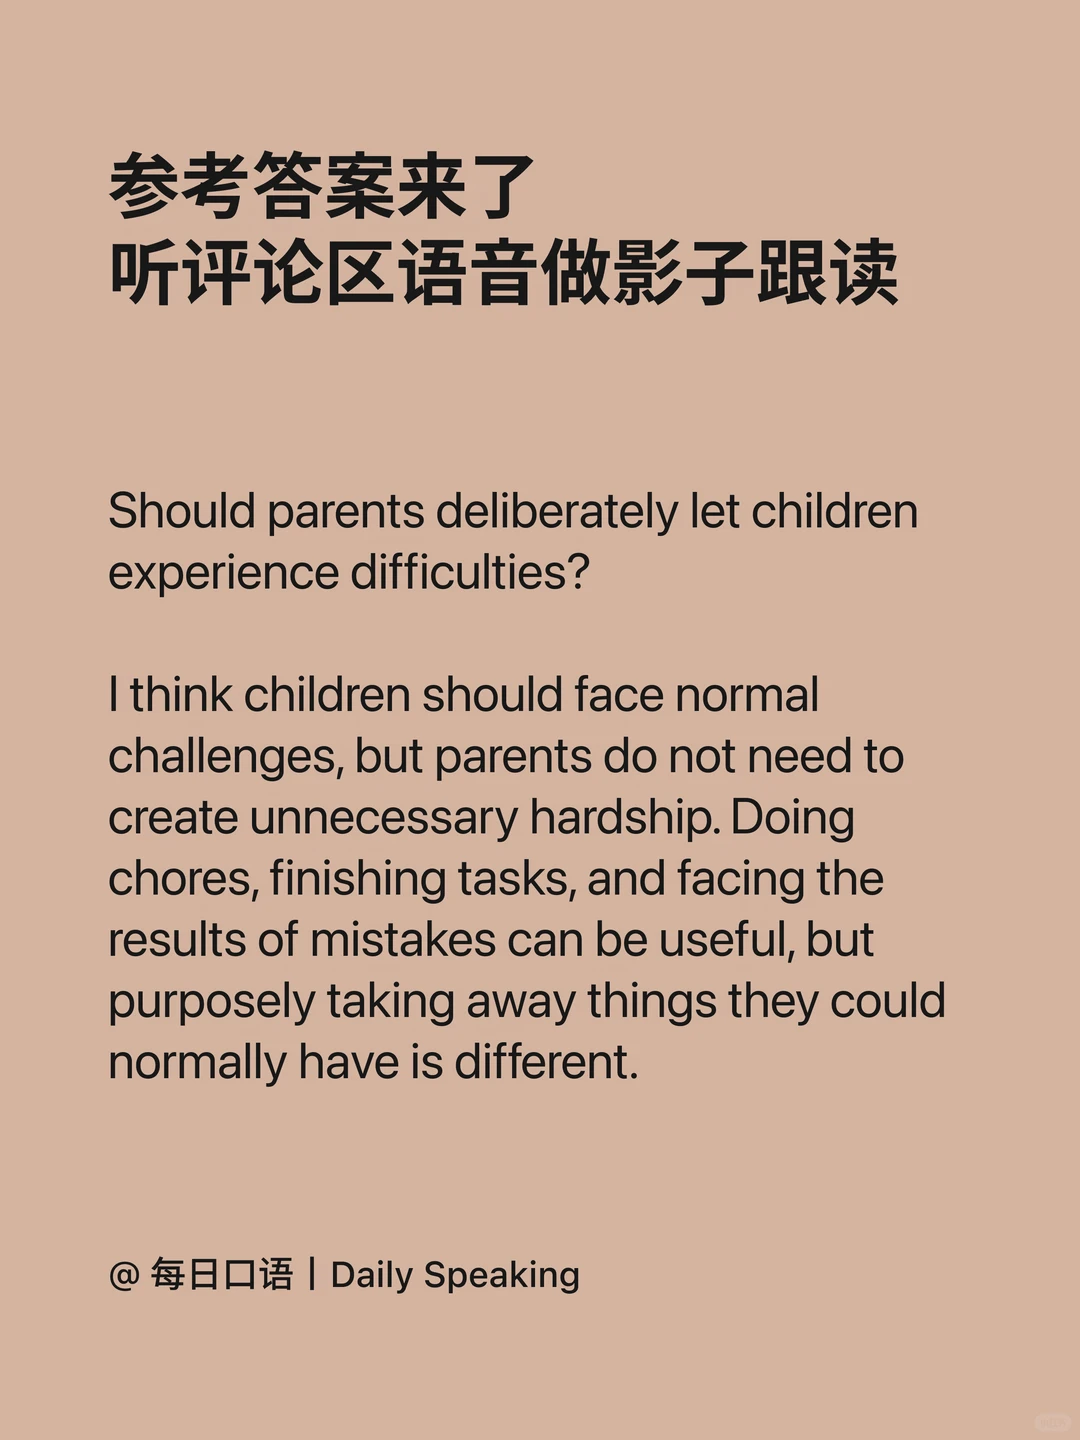 参考答案来了
听评论区语音做影子跟读
Should parents deliberately let children
experience difficulties?
I think children should face normal
challenges, but parents do not need to
create unnecessary hardship. Doing
chores, finishing tasks, and facing the
results of mistakes can be useful, but
purposely taking away things they could
normally have is different.
@ 每日口语丨Daily Speaking